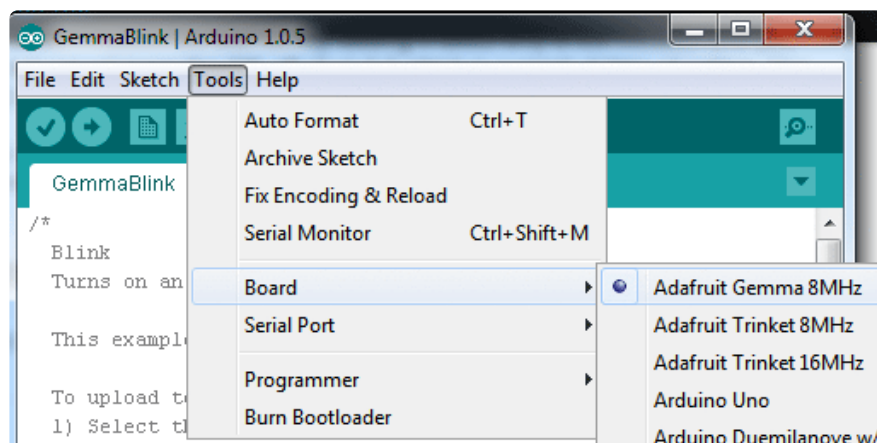 GemmaBlink | Arduino 1.0.5
File Edit Sketch Tools Help
Auto Format Ctrl+T
Archive Sketch
GemmaBlink
Fix Encoding & Reload
/*
Serial Monitor Ctrl+Shift+M
Blink
Turns on an
Board
Adafruit Gemma 8MHz
Serial Port
Adafruit Trinket 8MHz
This example
Adafruit Trinket 16MHz
Programmer
To upload
Arduino Uno
Burn Bootloader
1) Select
Arduino Duemilanove w/